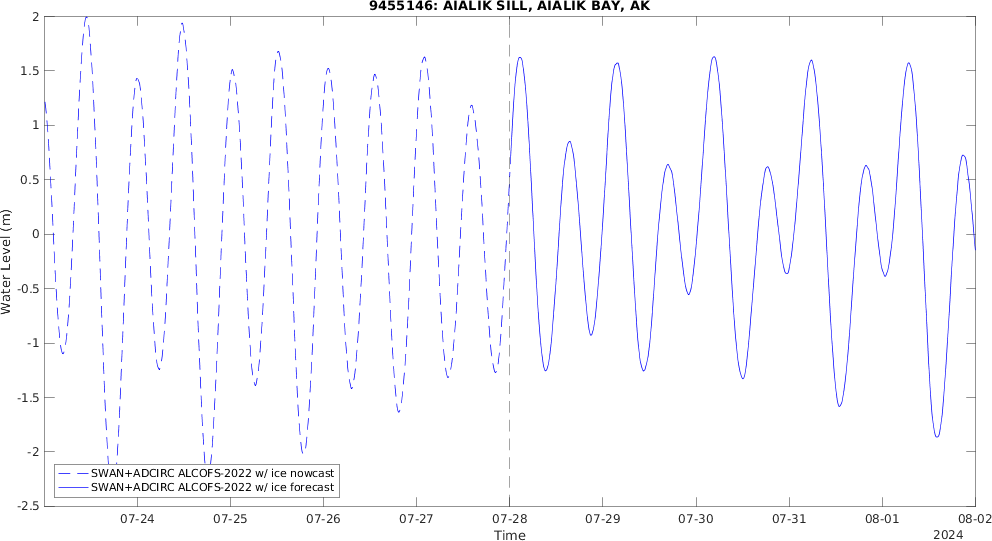 9455146: AIALIK SILL, AIALIK BAY, AK
Water Level (m)
2
1.5
1
0.5
0
-0.5
-1
-1.5
-2
-2.5
SWAN+ADCIRC ALCOFS-2022 w/ ice nowcast
SWAN+ADCIRC ALCOFS-2022 w/ ice forecast
07-24 07-25 07-26 07-27 07-28 07-29 07-30 07-31 08-01 08-02
Time
2024